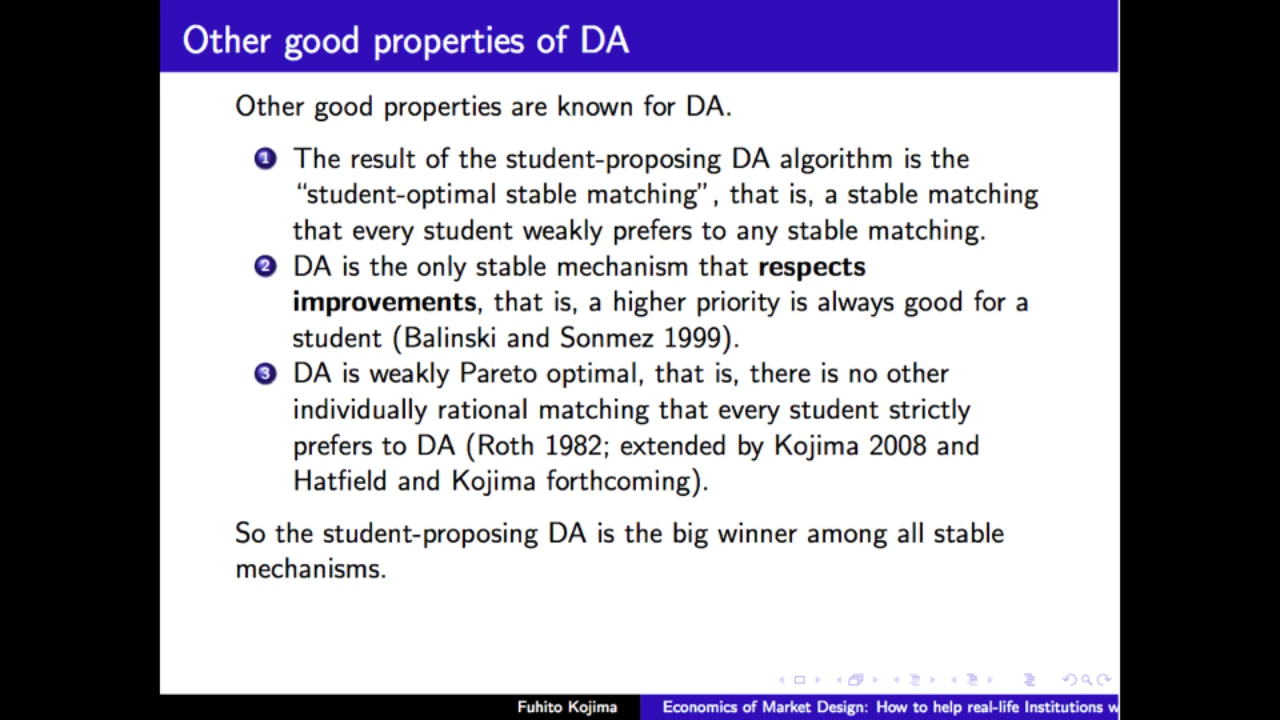 Other good properties of DA
Other good properties are known for DA.
1 The result of the student-proposing DA algorithm is the
“student-optimal stable matching”, that is, a stable matching
that every student weakly prefers to any stable matching.
2 DA is the only stable mechanism that respects
improvements, that is, a higher priority is always good for a
student (Balinski and Sonmez 1999).
3 DA is weakly Pareto optimal, that is, there is no other
individually rational matching that every student strictly
prefers to DA (Roth 1982; extended by Kojima 2008 and
Hatfield and Kojima forthcoming).
So the student-proposing DA is the big winner among all stable
mechanisms.
Fuhito Kojima
Economics of Market Design: How to help real-life Institutions w